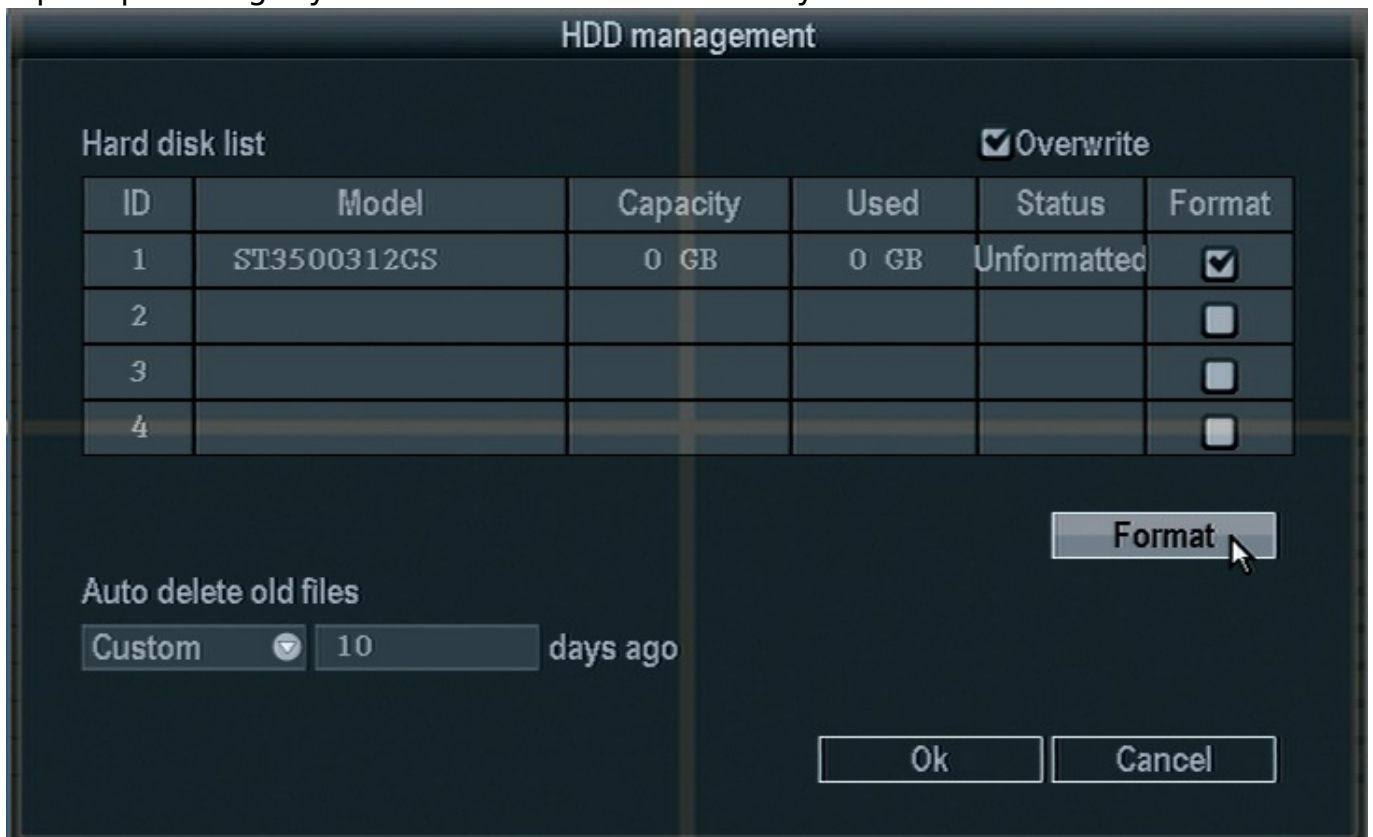 HDD management
Hard disk list Overwrite
ID Model Capacity Used Status Format
1 ST3500312CS 0 GB 0 GB Unformatted
2
3
4
Format
Auto delete old files
Custom 10 days ago
Ok Cancel